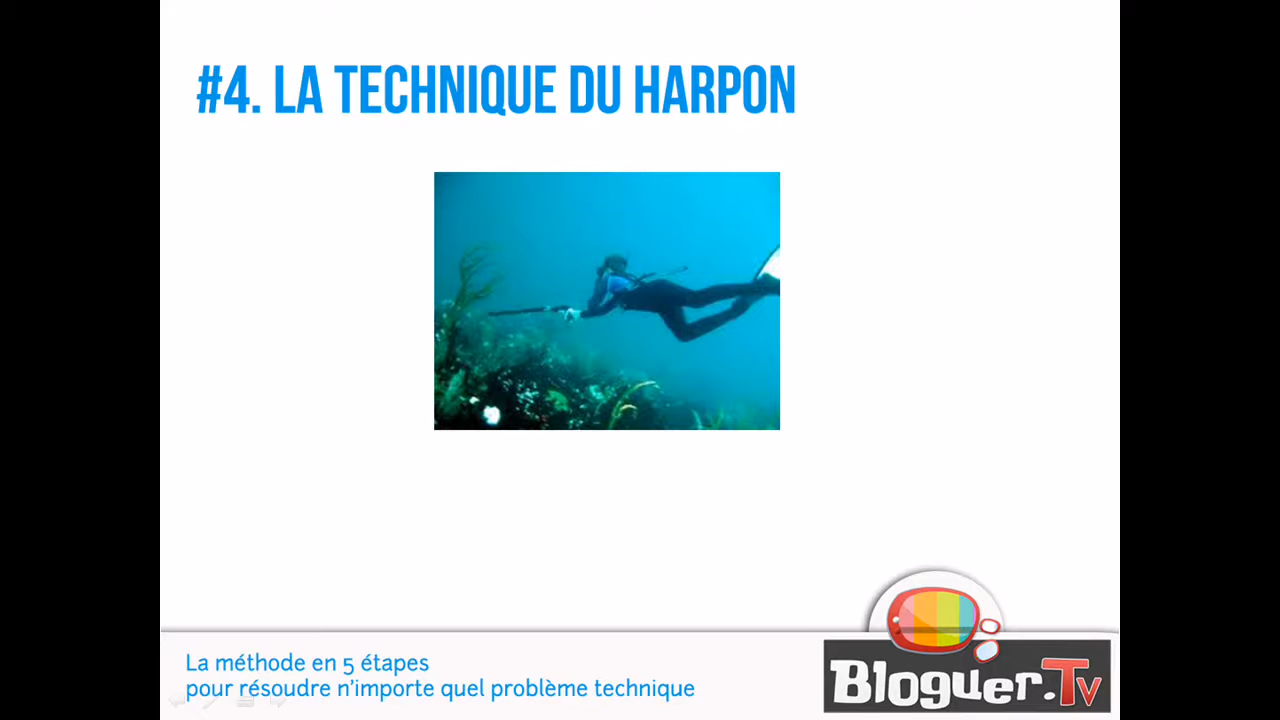 #4. LA TECHNIQUE DU HARPON
La méthode en 5 étapes
pour résoudre n'importe quel problème technique
Bloguer.Tv